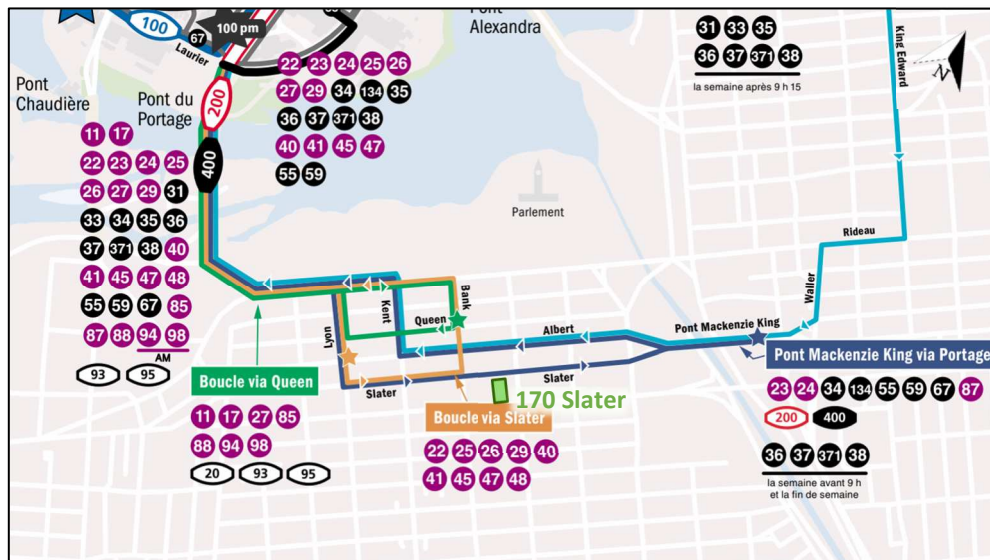 100
67
100 pm
Laurier
Pont
Alexandra
31 33 35
36 37 371 38
la semaine après 9 h 15
King Edward
N
Pont
Chaudière
Pont du
Portage
200
400
22 23 24 25 26
27 29 34 134 35
36 37 371 38
40 41 45 47
55 59
11 17
22 23 24 25
26 27 29 31
33 34 35 36
37 371 38 40
41 45 47 48
55 59 67 85
87 88 94 98
AM
93 95
Parlement
Rideau
Waller
Bank
Kent
Queen
Lyon
Albert
Pont Mackenzie King
Slater
Slater
Boucle via Queen
11 17 27 85
88 94 98
20 93 95
170 Slater
Boucle via Slater
22 25 26 29 40
41 45 47 48
Pont Mackenzie King via Portage
23 24 34 134 55 59 67 87
200 400
36 37 371 38
la semaine avant 9 h
et la fin de semaine